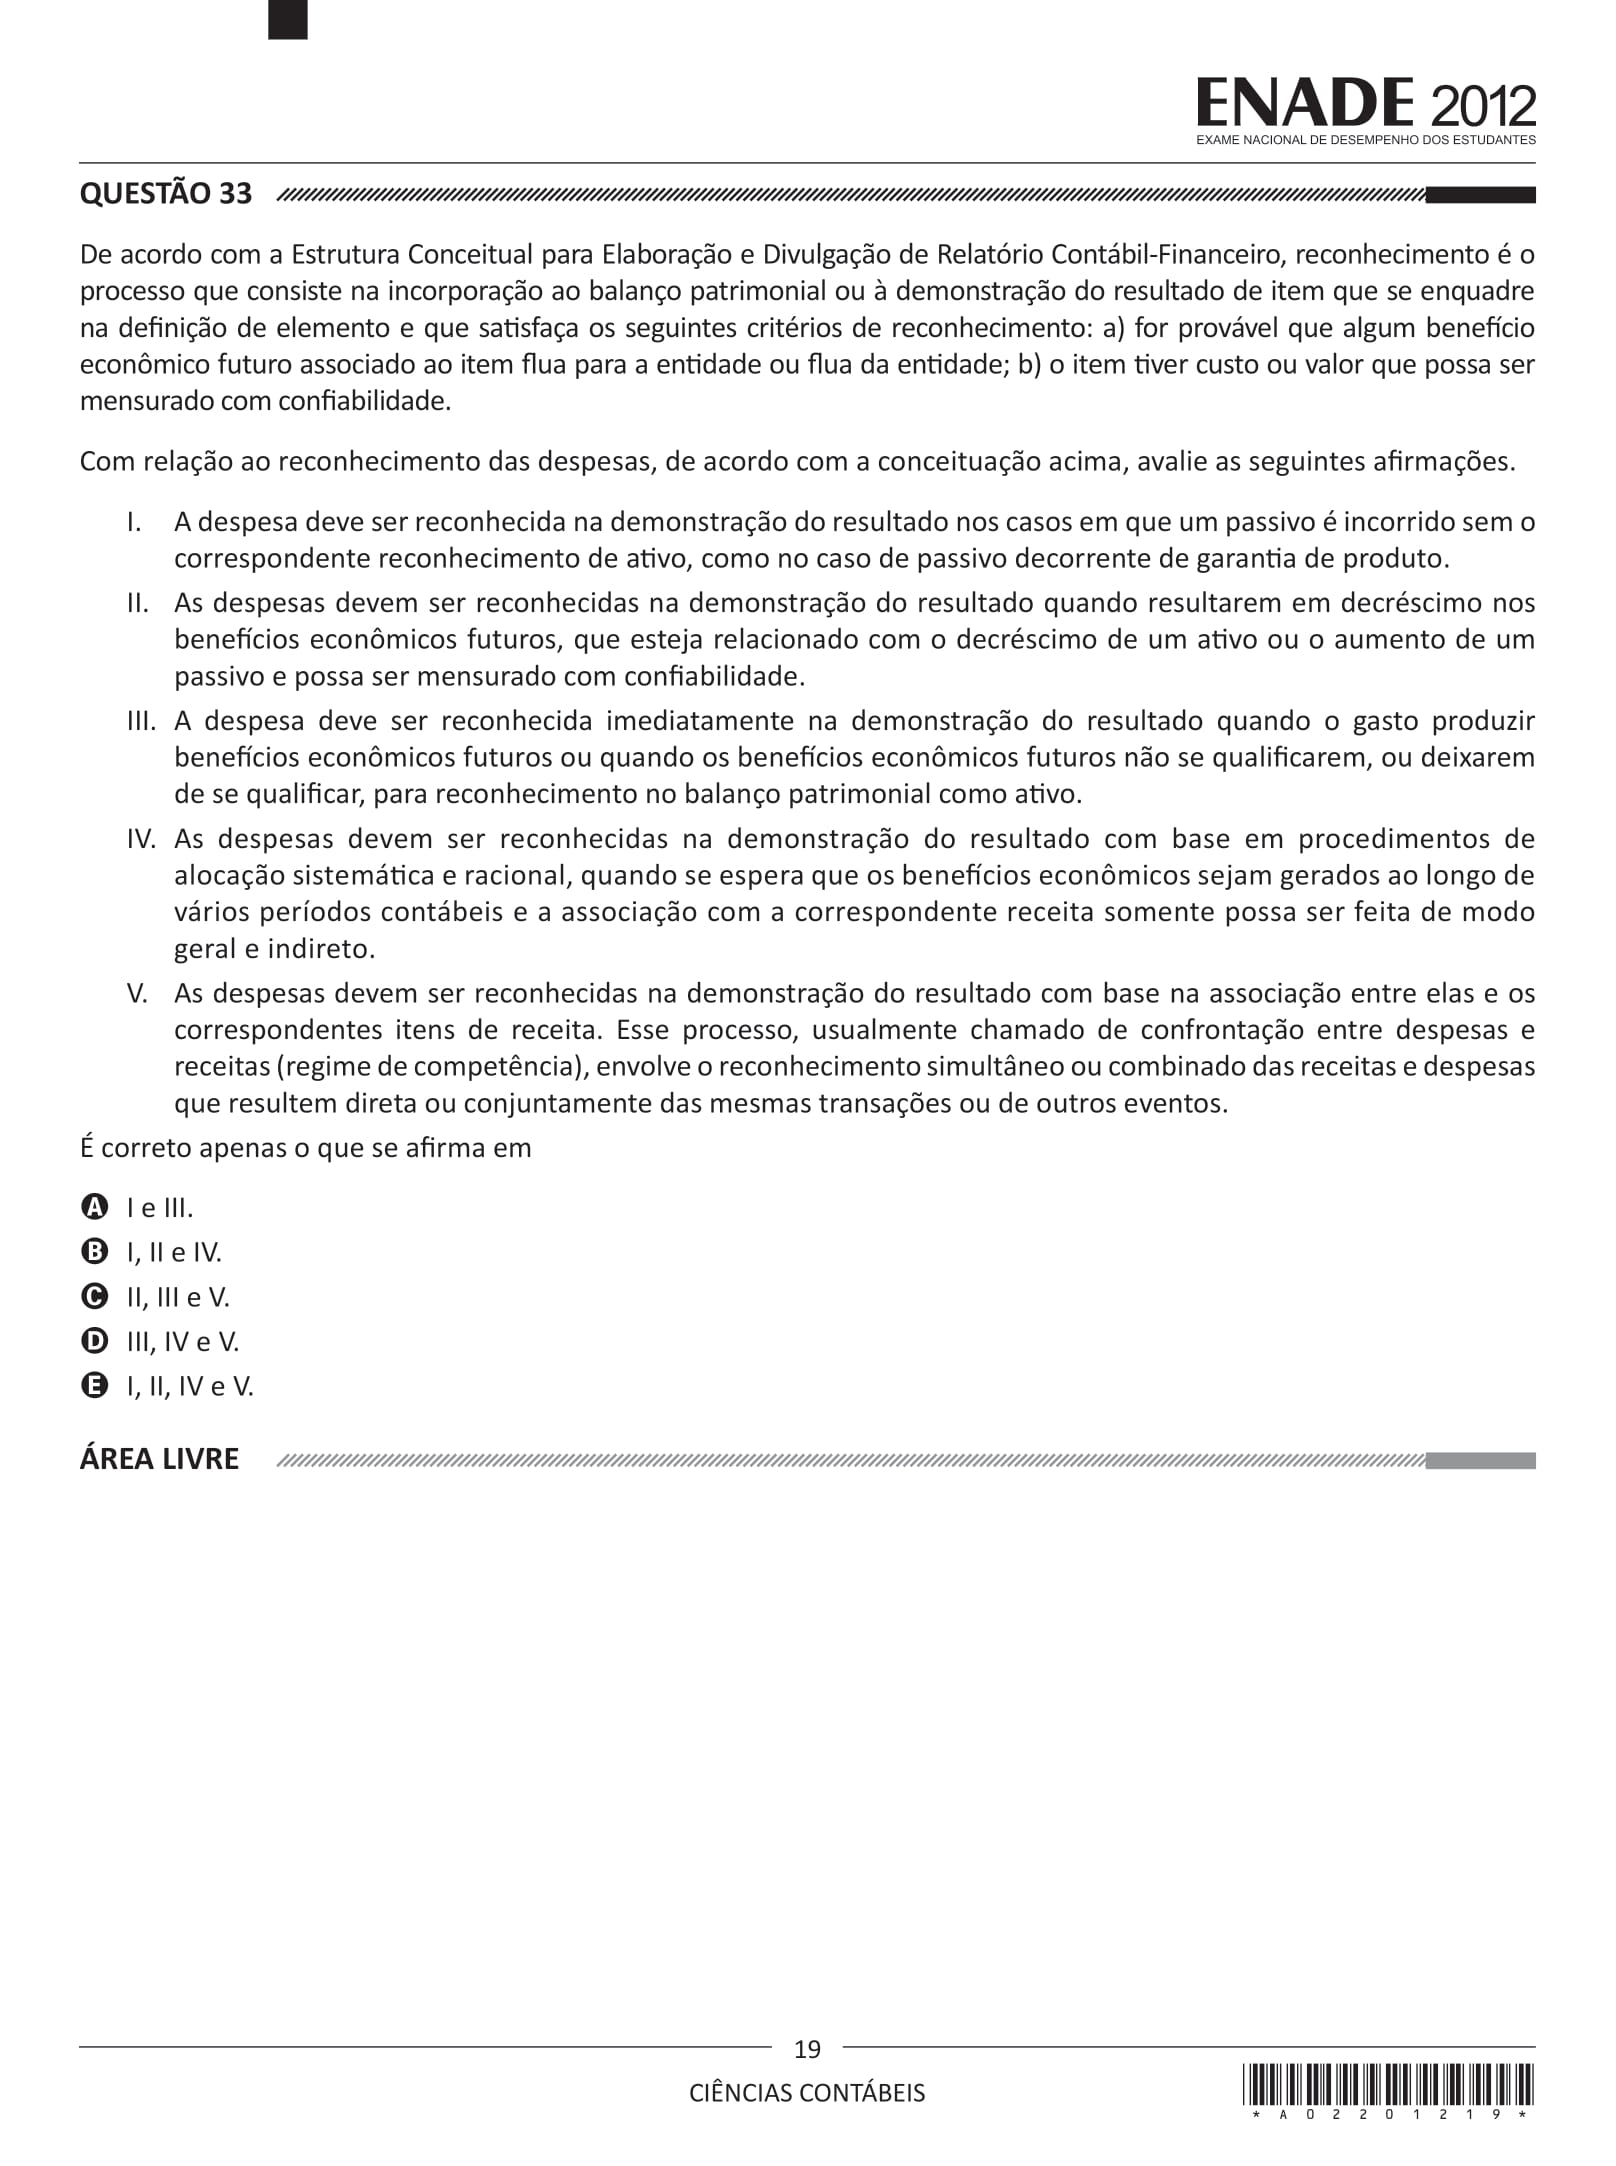 ENADE 2012
EXAME NACIONAL DE DESEMPENHO DOS ESTUDANTES
QUESTÃO 33
De acordo com a Estrutura Conceitual para Elaboração e Divulgação de Relatório Contábil-Financeiro, reconhecimento é o
processo que consiste na incorporação ao balanço patrimonial ou à demonstração do resultado de item que se enquadre
na definição de elemento e que satisfaça os seguintes critérios de reconhecimento: a) for provável que algum benefício
econômico futuro associado ao item flua para a entidade ou flua da entidade; b) o item tiver custo ou valor que possa ser
mensurado com confiabilidade.
Com relação ao reconhecimento das despesas, de acordo com a conceituação acima, avalie as seguintes afirmações.
I. A despesa deve ser reconhecida na demonstração do resultado nos casos em que um passivo é incorrido sem o
correspondente reconhecimento de ativo, como no caso de passivo decorrente de garantia de produto.
II. As despesas devem ser reconhecidas na demonstração do resultado quando resultarem em decréscimo nos
benefícios econômicos futuros, que esteja relacionado com o decréscimo de um ativo ou o aumento de um
passivo e possa ser mensurado com confiabilidade.
III. A despesa deve ser reconhecida imediatamente na demonstração do resultado quando o gasto produzir
benefícios econômicos futuros ou quando os benefícios econômicos futuros não se qualificarem, ou deixarem
de se qualificar, para reconhecimento no balanço patrimonial como ativo.
IV. As despesas devem ser reconhecidas na demonstração do resultado com base em procedimentos de
alocação sistemática e racional, quando se espera que os benefícios econômicos sejam gerados ao longo de
vários períodos contábeis e a associação com a correspondente receita somente possa ser feita de modo
geral e indireto.
V. As despesas devem ser reconhecidas na demonstração do resultado com base na associação entre elas e os
correspondentes itens de receita. Esse processo, usualmente chamado de confrontação entre despesas e
receitas (regime de competência), envolve o reconhecimento simultâneo ou combinado das receitas e despesas
que resultem direta ou conjuntamente das mesmas transações ou de outros eventos.
É correto apenas o que se afirma em
A I e III.
B I, II e IV.
C II, III e V.
D III, IV e V.
E I, II, IV e V.
ÁREA LIVRE
19
CIÊNCIAS CONTÁBEIS
*A02201219*